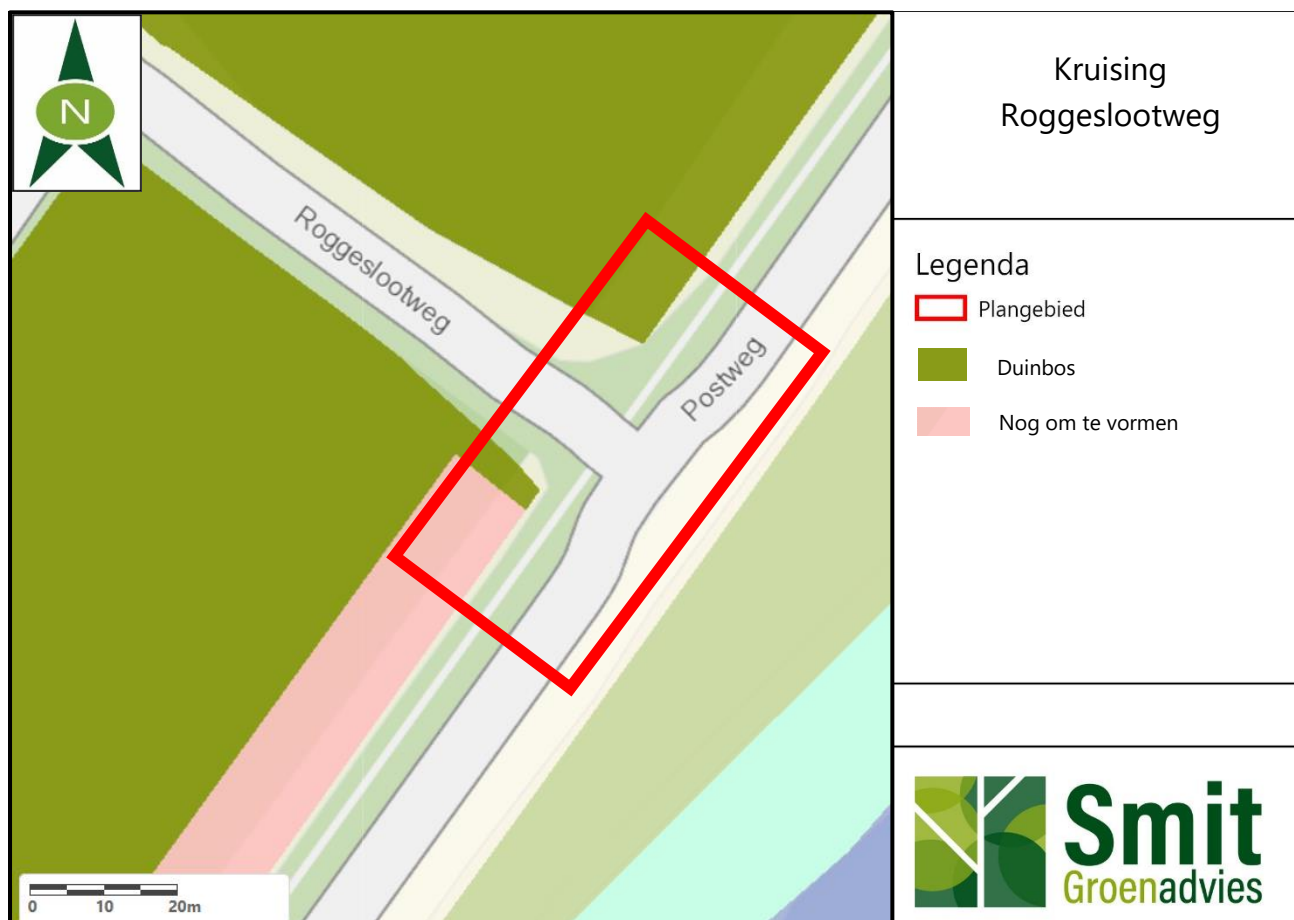 N
Kruising
Roggeslootweg
Roggeslootweg
Postweg
Legenda
Plangebied
Duinbos
Nog om te vormen
0 10 20m
Smit
Groenadvies